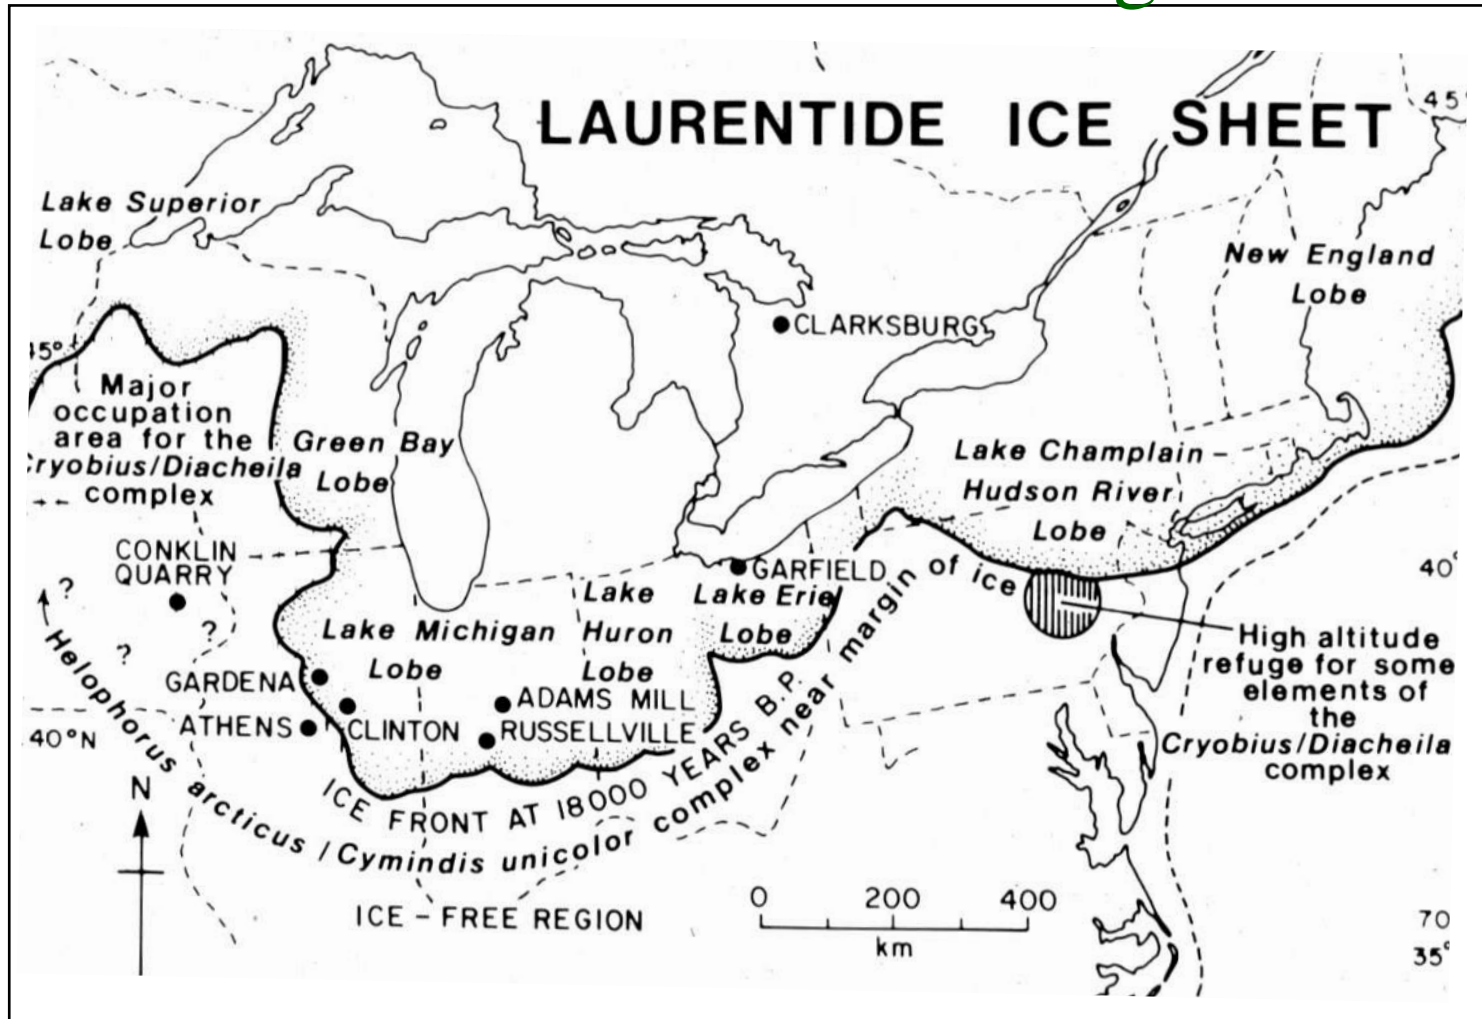 LAURENTIDE ICE SHEET
45°
Lake Superior
Lobe
New England
Lobe
CLARKSBURG
45°
Major
occupation
area for the
Cryobius/Diacheila
complex
Green Bay
Lobe
Lake Champlain –
Hudson River
Lobe
CONKLIN
QUARRY
?
?
?
GARFIELD
40°
Lake Erie
Lobe
Lake
Huron
Lobe
Lake Michigan
Lobe
High altitude
refuge for some
elements of
the
Cryobius/Diacheila
complex
GARDENA
ADAMS MILL
ATHENS
CLINTON
RUSSELLVILLE
40°N
N
ICE FRONT AT 18000 YEARS B.P.
Helophorus arcticus / Cymindis unicolor complex near margin of ice
ICE – FREE REGION
0 200 400
km
70
35°